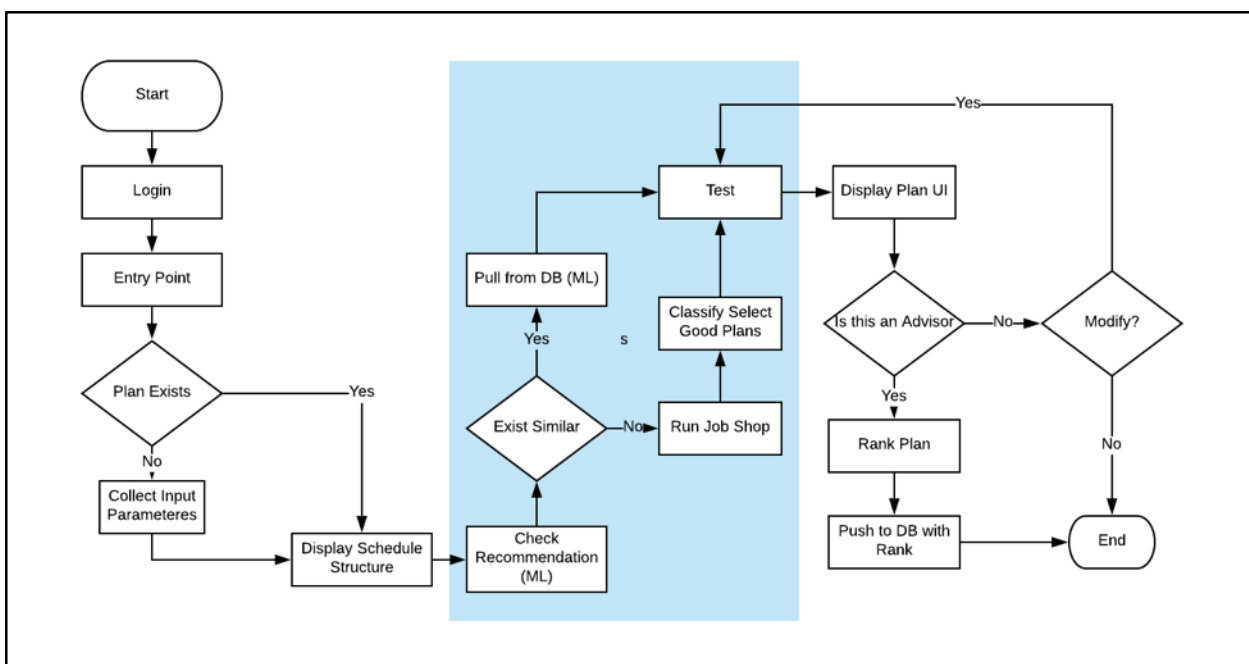 Start
Login
Entry Point
Plan Exists
Yes
No
Collect Input
Parameteres
Display Schedule
Structure
Check
Recommendation
(ML)
Exist Similar
Yes
No
s
Pull from DB (ML)
Run Job Shop
Classify Select
Good Plans
Test
Display Plan UI
Is this an Advisor
No
Yes
Modify?
Yes
No
Rank Plan
Push to DB with
Rank
End